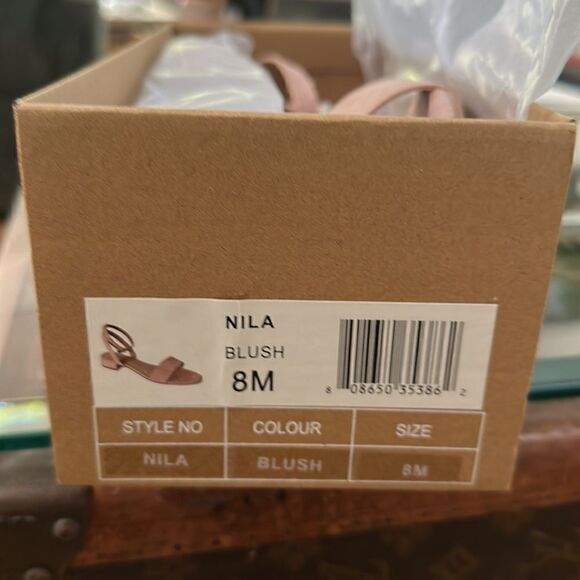 NILA
BLUSH
8M
8 08650 35386 2
STYLE NO COLOUR SIZE
NILA BLUSH 8M